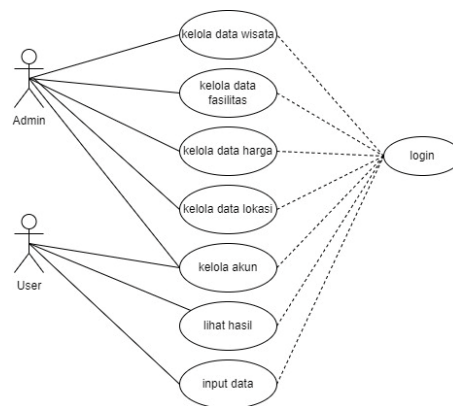 kelola data wisata
kelola data
fasilitas
Admin
kelola data harga
login
kelola data lokasi
kelola akun
User
lihat hasil
input data